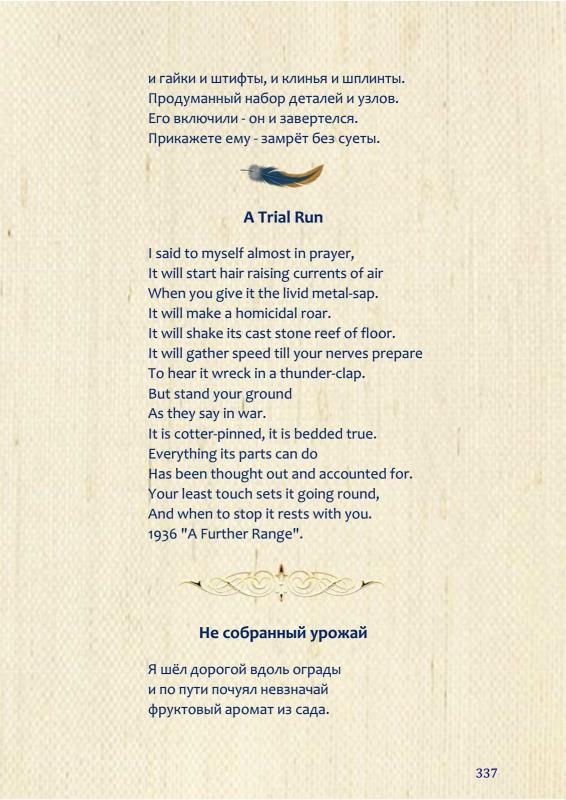 и гайки и штифты, и клинья и шплинты.
Продуманный набор деталей и узлов.
Его включили - он и завертелся.
Прикажете ему - замрёт без суеты.
A Trial Run
I said to myself almost in prayer,
It will start hair raising currents of air
When you give it the livid metal-sap.
It will make a homicidal roar.
It will shake its cast stone reef of floor.
It will gather speed till your nerves prepare
To hear it wreck in a thunder-clap.
But stand your ground
As they say in war.
It is cotter-pinned, it is bedded true.
Everything its parts can do
Has been thought out and accounted for.
Your least touch sets it going round,
And when to stop it rests with you.
1936 "A Further Range".
Не собранный урожай
Я шёл дорогой вдоль ограды
и по пути почуял невзначай
фруктовый аромат из сада.
337